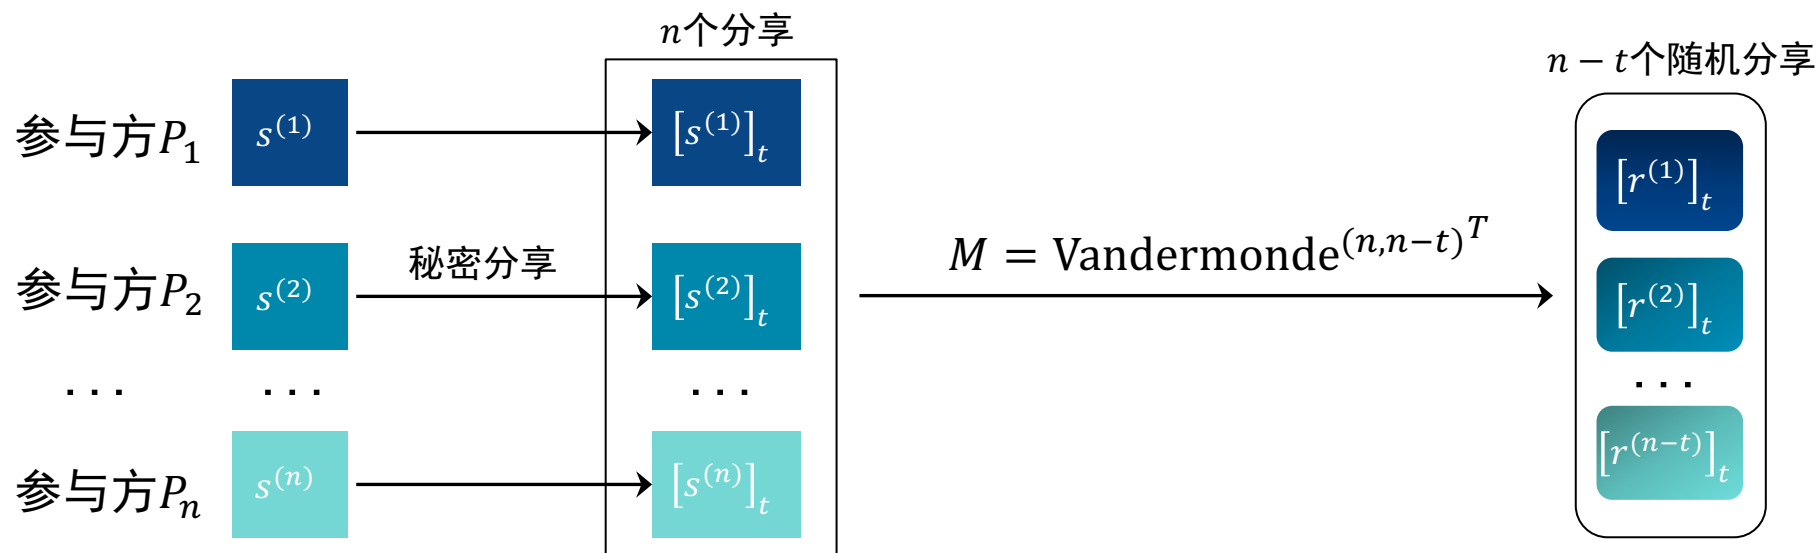 n个分享
n − t个随机分享
参与方P₁ s⁽¹⁾ [s⁽¹⁾]ₜ [r⁽¹⁾]ₜ
秘密分享 M = Vandermonde⁽ⁿ,ⁿ⁻ᵗ⁾ᵀ
参与方P₂ s⁽²⁾ [s⁽²⁾]ₜ [r⁽²⁾]ₜ
··· ··· ··· ···
参与方Pₙ s⁽ⁿ⁾ [s⁽ⁿ⁾]ₜ [r⁽ⁿ⁻ᵗ⁾]ₜ